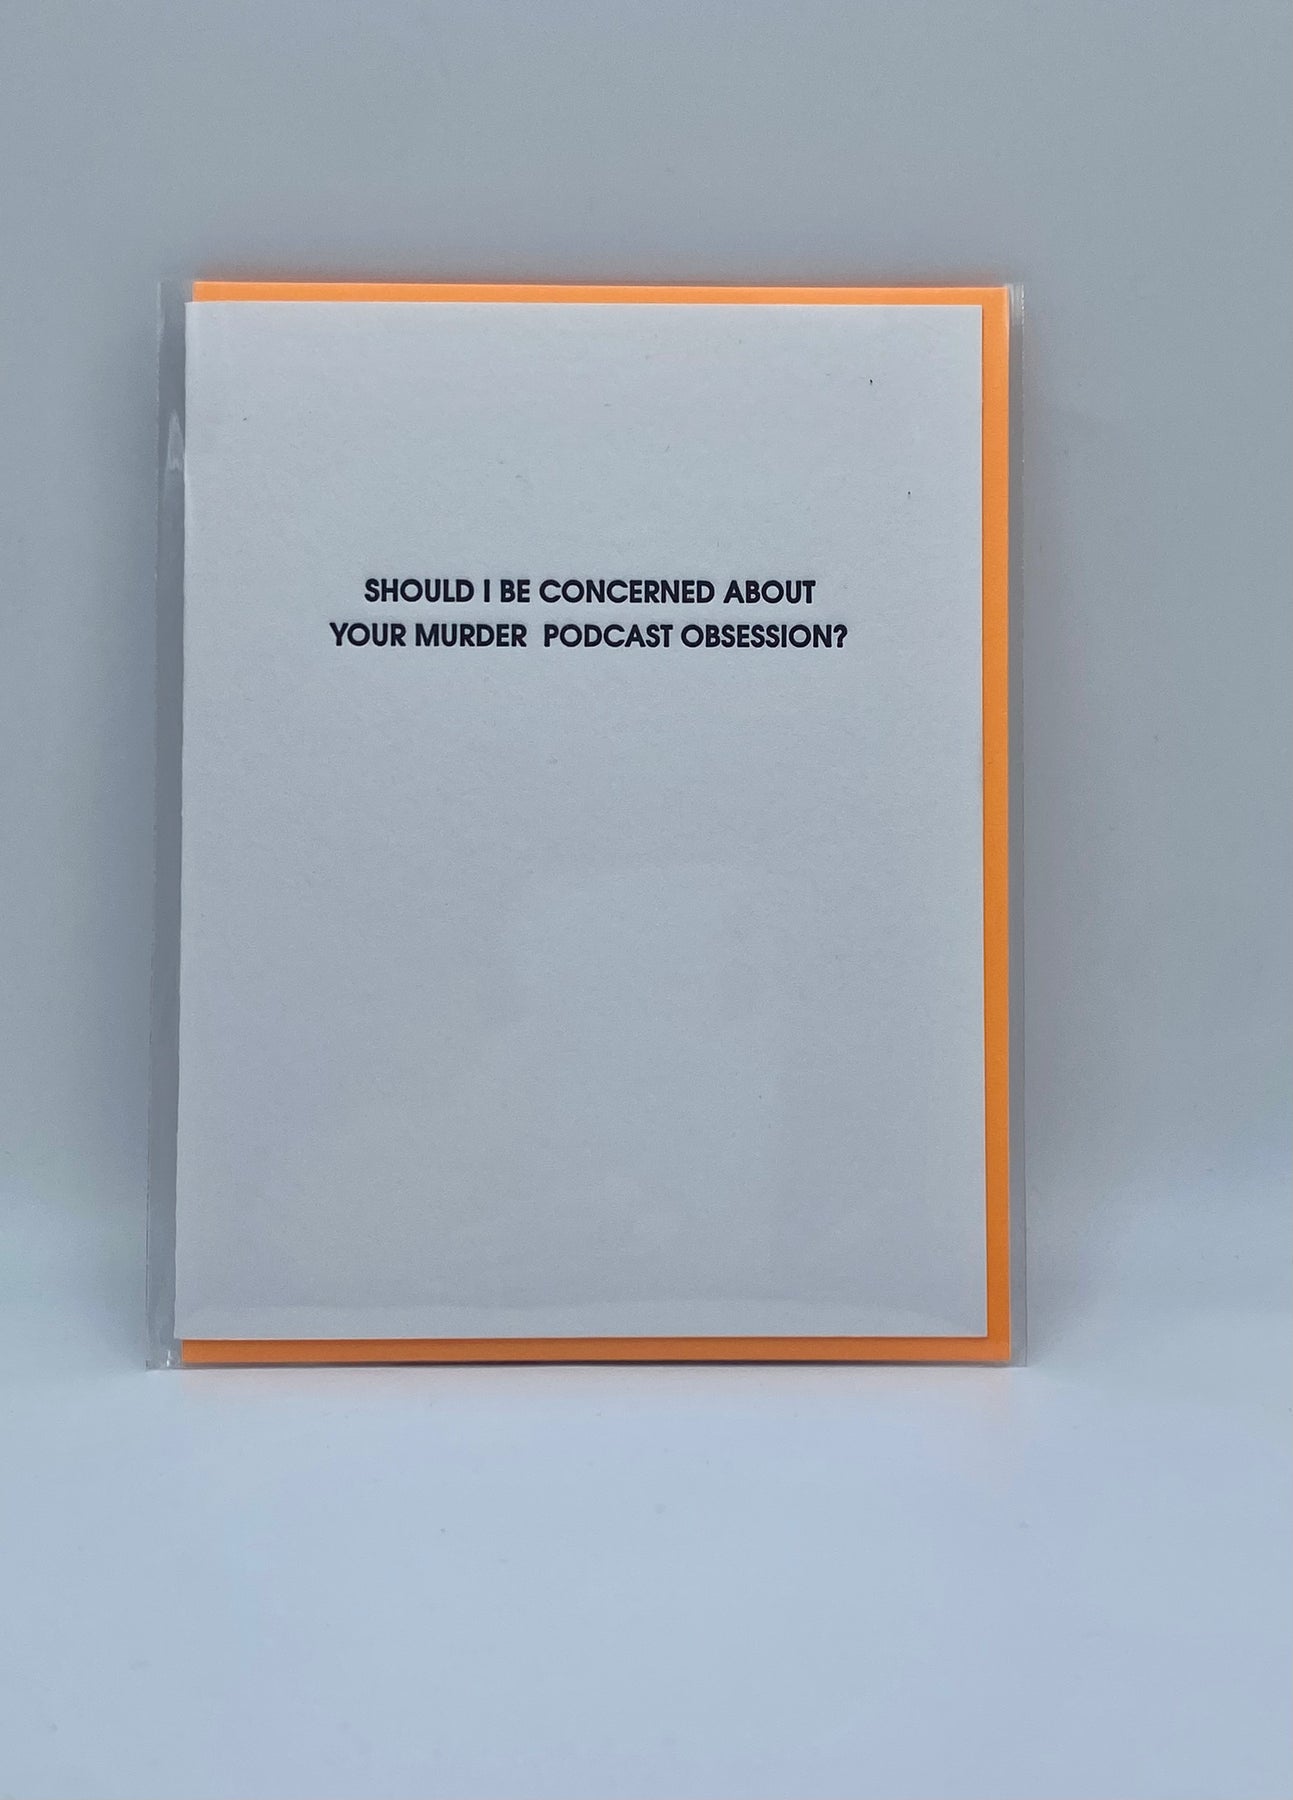 SHOULD I BE CONCERNED ABOUT
YOUR MURDER  PODCAST OBSESSION?